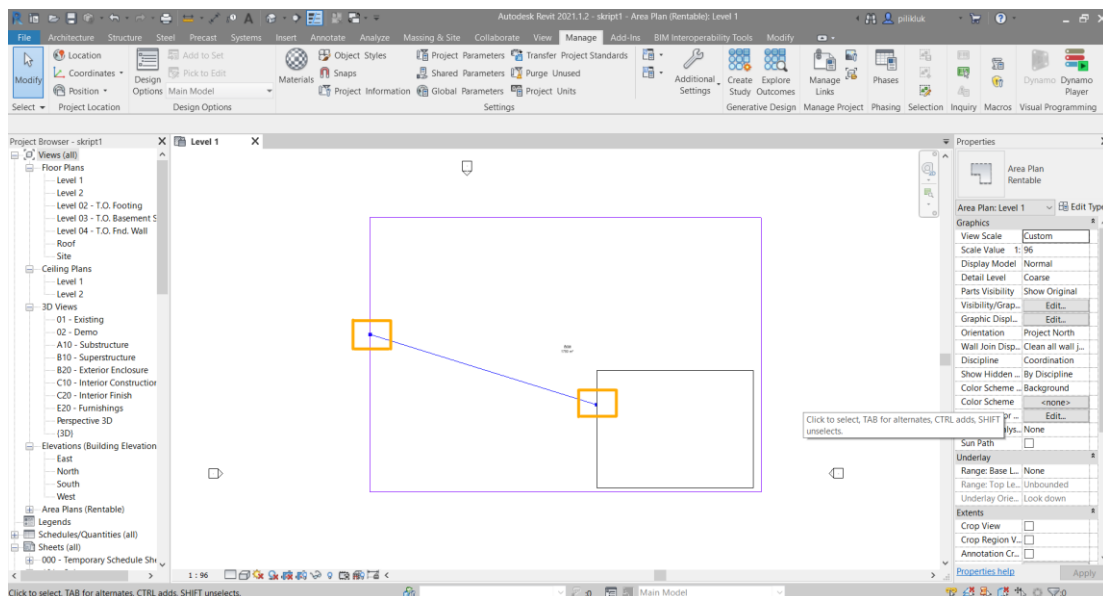 Autodesk Revit 2021.1.2 - skript1 - Area Plan (Rentable): Level 1
pilikluk
File Architecture Structure Steel Precast Systems Insert Annotate Analyze Massing & Site Collaborate View Manage Add-Ins BIM Interoperability Tools Modify
Location
Coordinates
Position
Modify
Select
Project Location
Design Options
Add to Set
Pick to Edit
Main Model
Design Options
Materials
Object Styles
Snaps
Project Information
Project Parameters
Shared Parameters
Global Parameters
Transfer Project Standards
Purge Unused
Project Units
Additional Settings
Settings
Create Study
Explore Outcomes
Generative Design
Manage Links
Manage Project
Phases
Phasing
Selection
Inquiry
Macros
Dynamo
Dynamo Player
Visual Programming
Project Browser - skript1
Views (all)
Floor Plans
Level 1
Level 2
Level 02 - T.O. Footing
Level 03 - T.O. Basement S
Level 04 - T.O. Fnd. Wall
Roof
Site
Ceiling Plans
Level 1
Level 2
3D Views
01 - Existing
02 - Demo
A10 - Substructure
B10 - Superstructure
B20 - Exterior Enclosure
C10 - Interior Construction
C20 - Interior Finish
E20 - Furnishings
Perspective 3D
{3D}
Elevations (Building Elevation
East
North
South
West
Area Plans (Rentable)
Legends
Schedules/Quantities (all)
Sheets (all)
000 - Temporary Schedule She
Level 1
Click to select, TAB for alternates, CTRL adds, SHIFT
unselects.
Properties
Area Plan
Rentable
Area Plan: Level 1
Edit Type
Graphics
View Scale Custom
Scale Value 1: 96
Display Model Normal
Detail Level Coarse
Parts Visibility Show Original
Visibility/Grap... Edit...
Graphic Displ... Edit...
Orientation Project North
Wall Join Disp... Clean all wall j...
Discipline Coordination
Show Hidden ... By Discipline
Color Scheme ... Background
Color Scheme <none>
Edit...
None
Sun Path
Underlay
Range: Base L... None
Range: Top Le... Unbounded
Underlay Orie... Look down
Extents
Crop View
Crop Region V...
Annotation Cr...
Properties help
Apply
1 : 96
Click to select, TAB for alternates, CTRL adds, SHIFT unselects.
:0
Main Model
:0